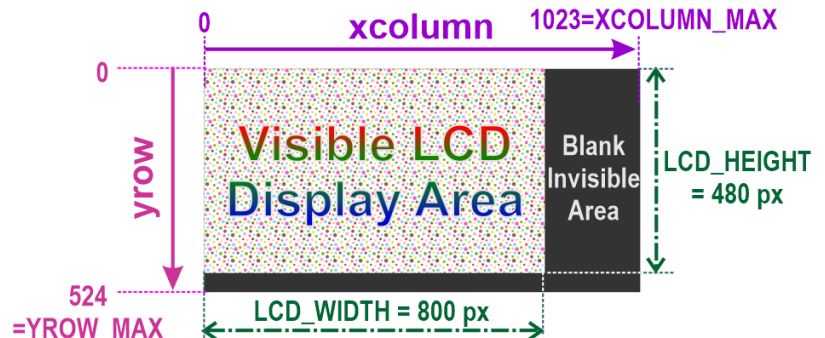 0
xcolumn
1023=XCOLUMN_MAX
0
yrow
Visible LCD
Display Area
Blank
Invisible
Area
LCD_HEIGHT
= 480 px
524
=YROW_MAX
LCD_WIDTH = 800 px